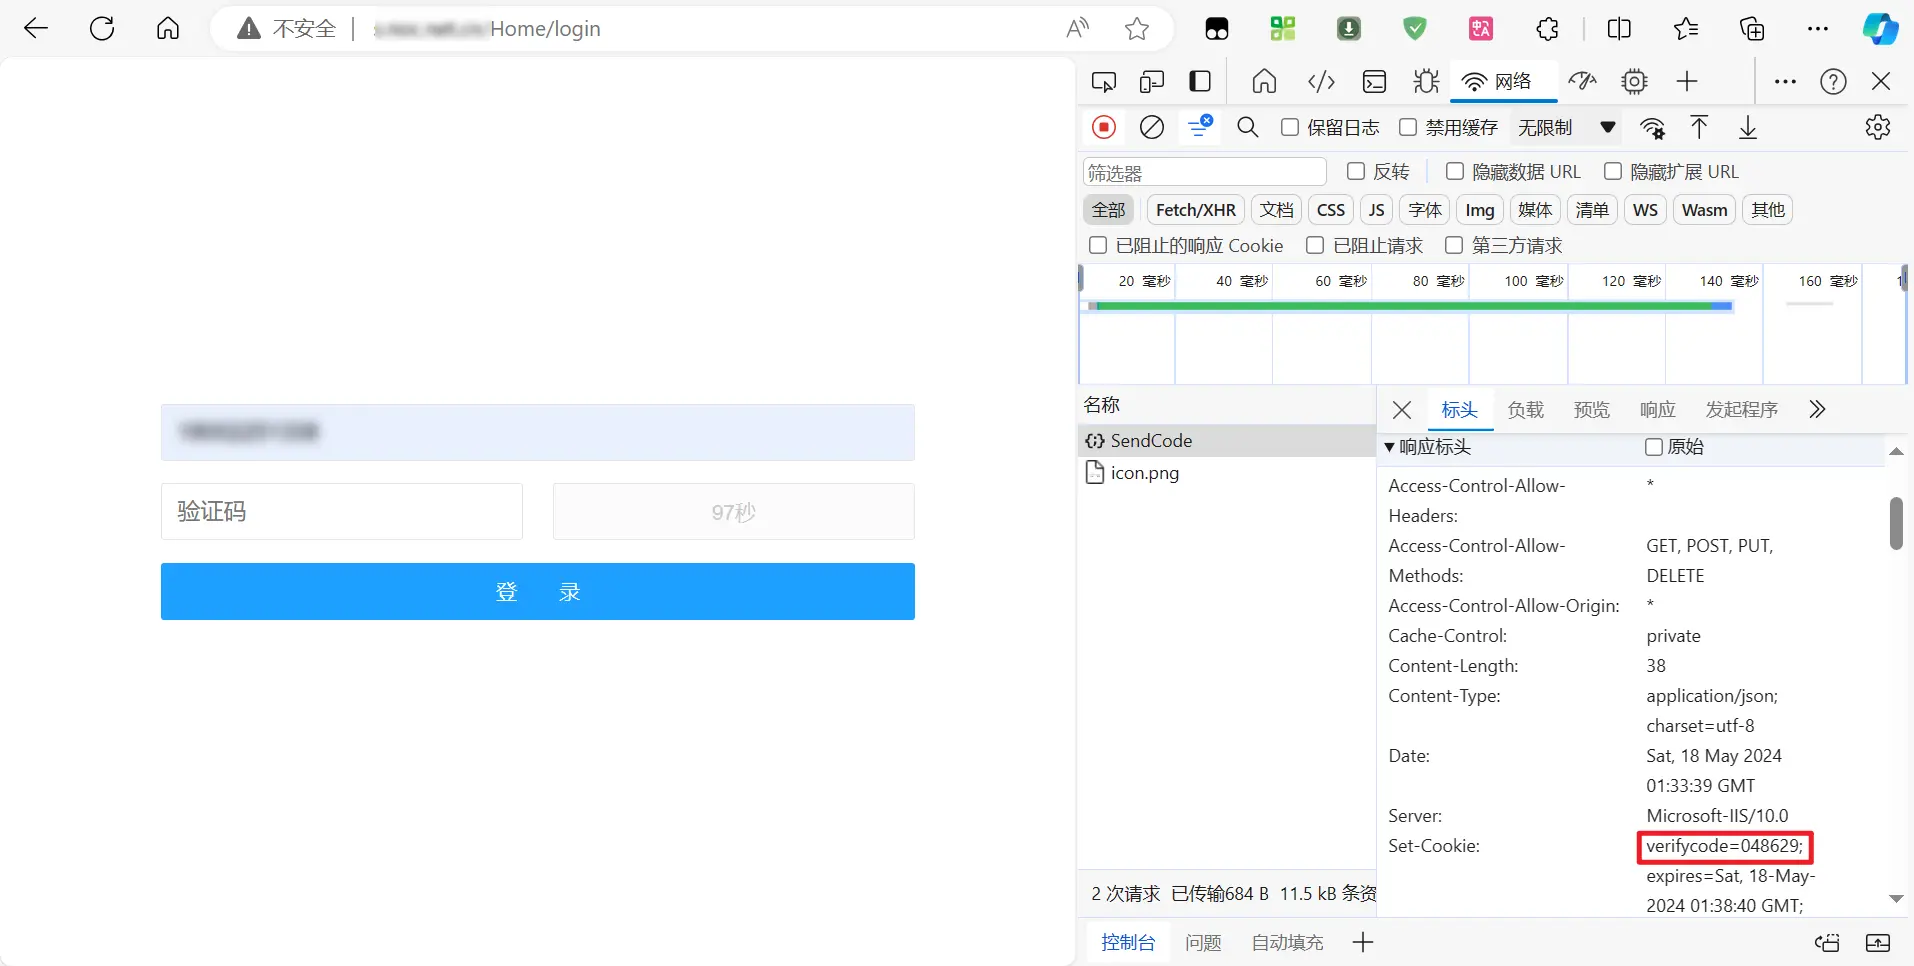 不安全
Home/login
网络
保留日志
禁用缓存
无限制
筛选器
反转
隐藏数据 URL
隐藏扩展 URL
全部
Fetch/XHR
文档
CSS
JS
字体
Img
媒体
清单
WS
Wasm
其他
已阻止的响应 Cookie
已阻止请求
第三方请求
20 毫秒
40 毫秒
60 毫秒
80 毫秒
100 毫秒
120 毫秒
140 毫秒
160 毫秒
验证码
97秒
登 录
名称
SendCode
icon.png
标头
负载
预览
响应
发起程序
响应标头
原始
Access-Control-Allow-
Headers:
*
Access-Control-Allow-
Methods:
GET, POST, PUT,
DELETE
Access-Control-Allow-Origin:
*
Cache-Control:
private
Content-Length:
38
Content-Type:
application/json;
charset=utf-8
Date:
Sat, 18 May 2024
01:33:39 GMT
Server:
Microsoft-IIS/10.0
Set-Cookie:
verifycode=048629;
expires=Sat, 18-May-
2024 01:38:40 GMT;
2 次请求 已传输684 B 11.5 kB 条资
控制台
问题
自动填充